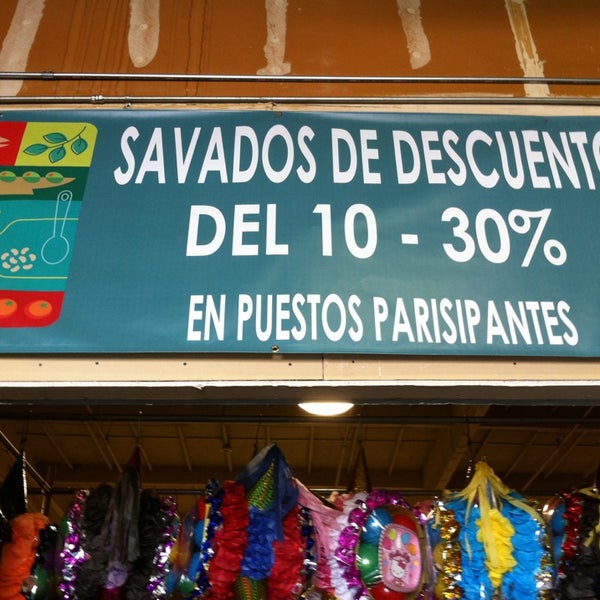 SAVADOS DE DESCUENTO
DEL 10 - 30%
EN PUESTOS PARISIPANTES